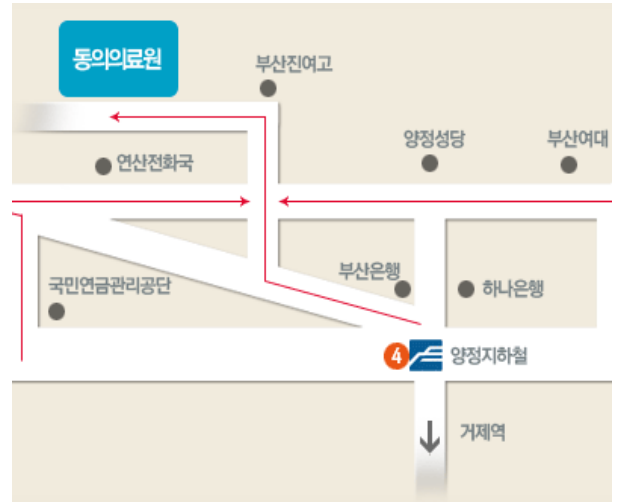 동의의료원
부산진여고
양정성당
부산여대
연산전화국
부산은행
국민연금관리공단
하나은행
4
양정지하철
거제역